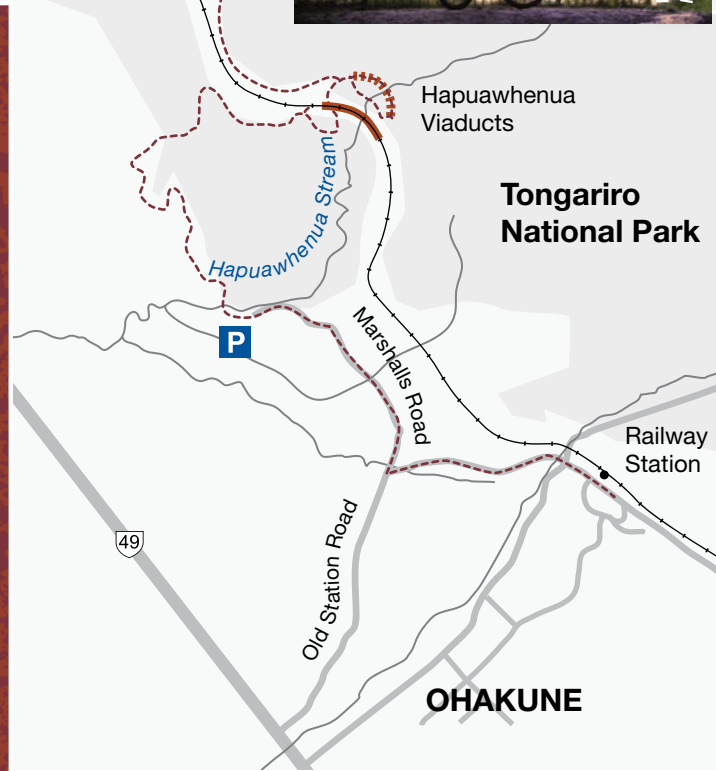 Hapuawhenua
Viaducts
Tongariro
National Park
Hapuawhenua Stream
P
Marshalls Road
Railway
Station
49
Old Station Road
OHAKUNE